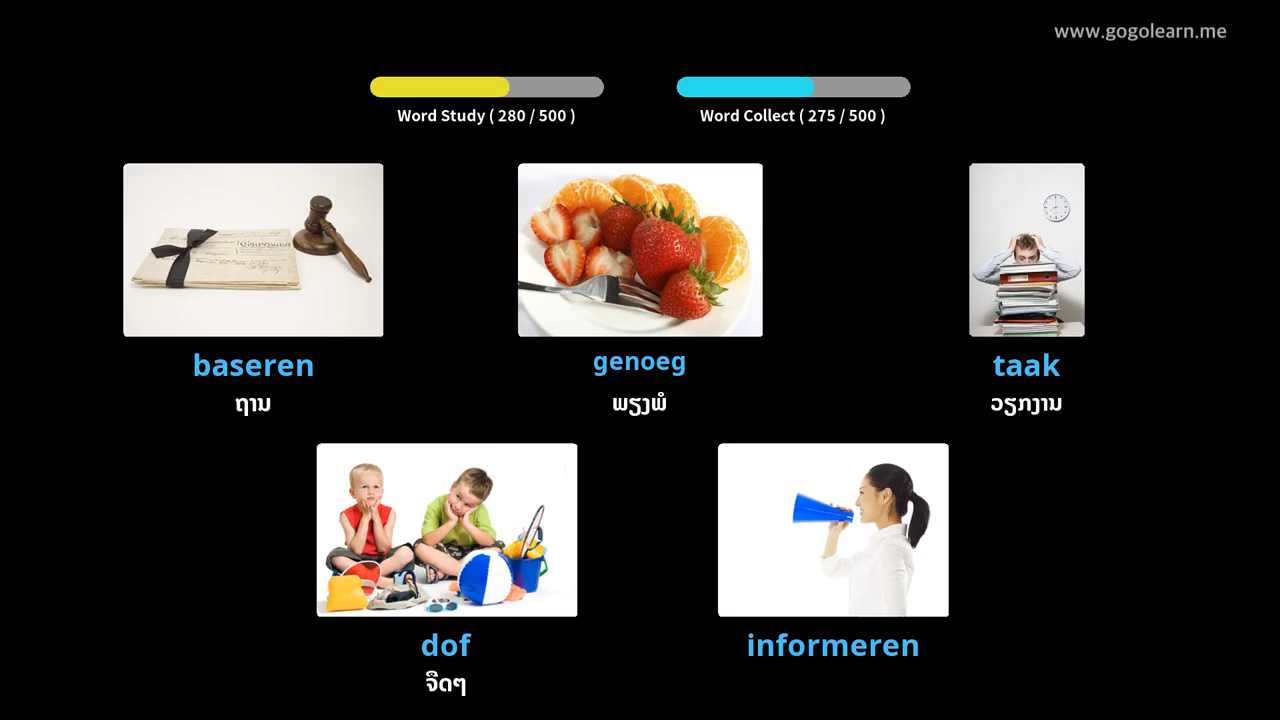 www.gogolearn.me
Word Study ( 280 / 500 )
Word Collect ( 275 / 500 )
baseren
ຖານ
genoeg
ພຽງພໍ
taak
ວຽກງານ
dof
ຈືດໆ
informeren